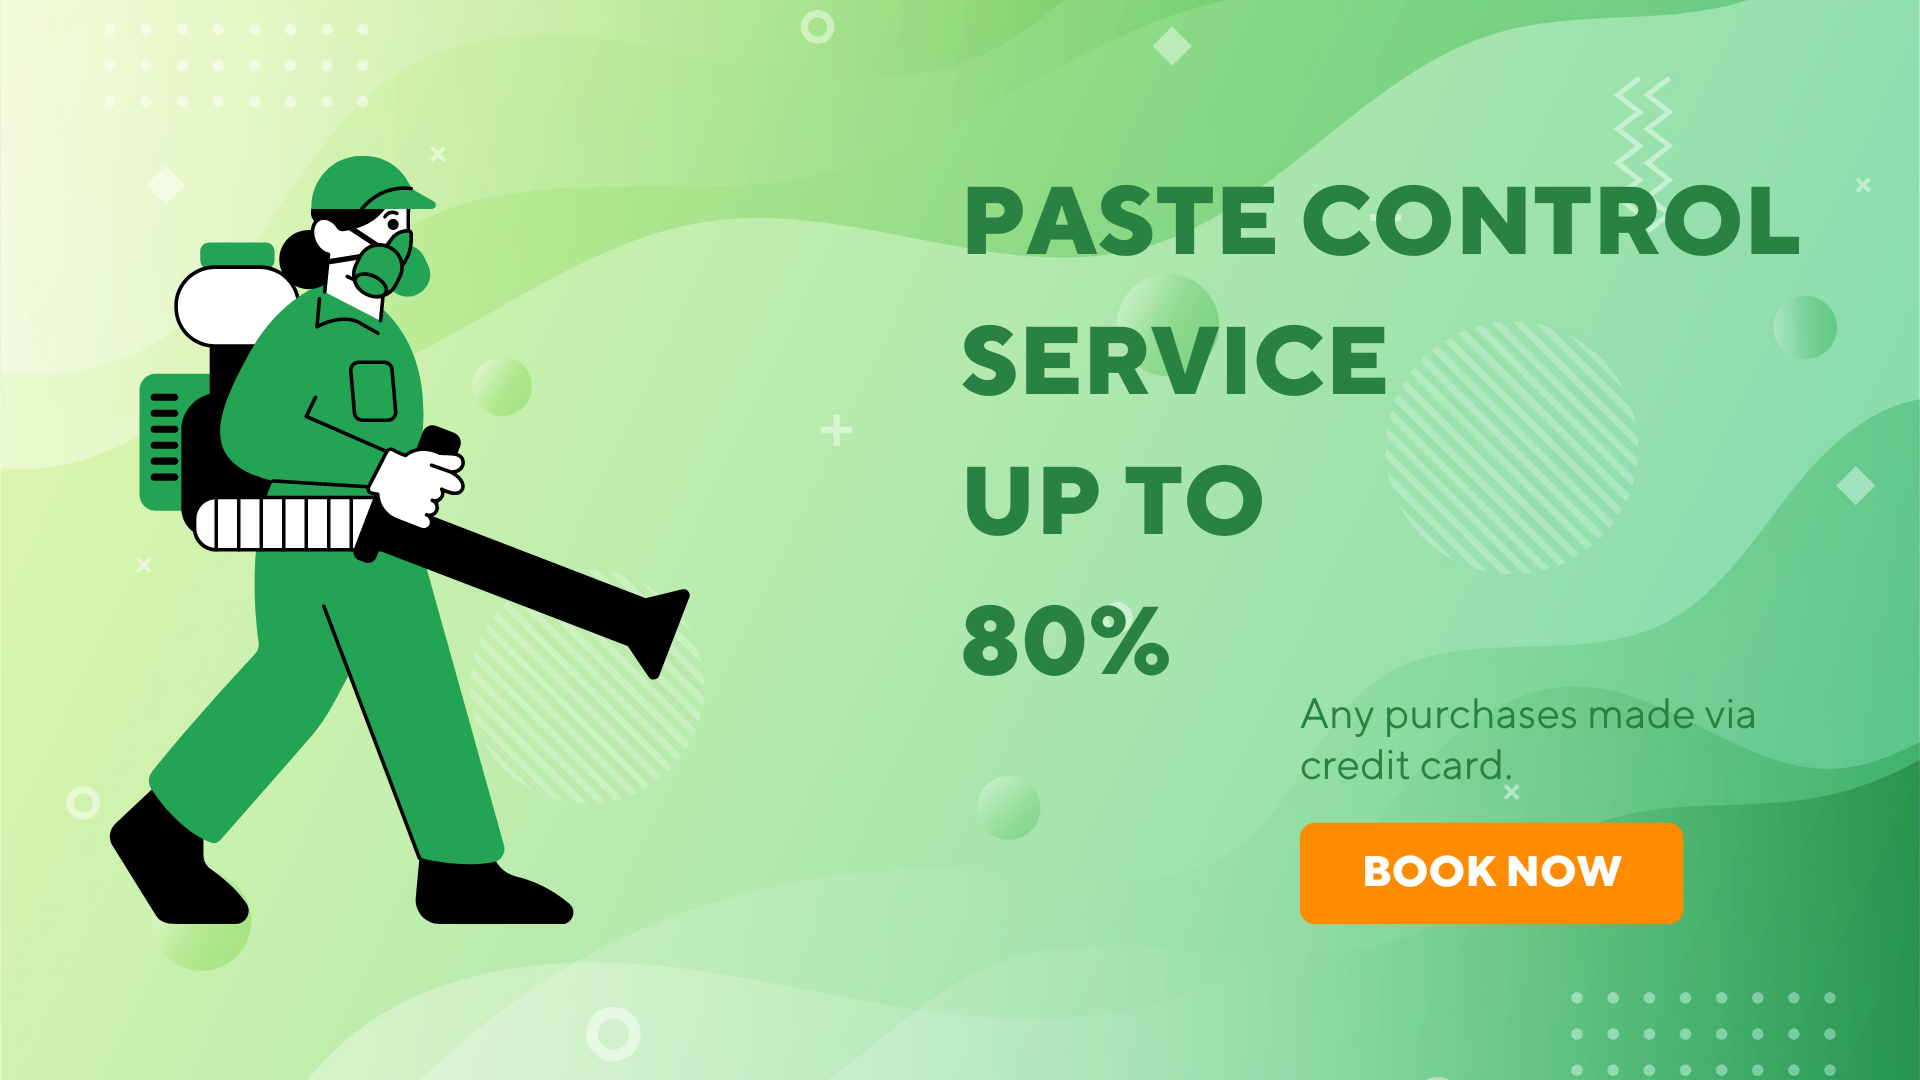 PASTE CONTROL
SERVICE
UP TO
80%
Any purchases made via
credit card.
BOOK NOW